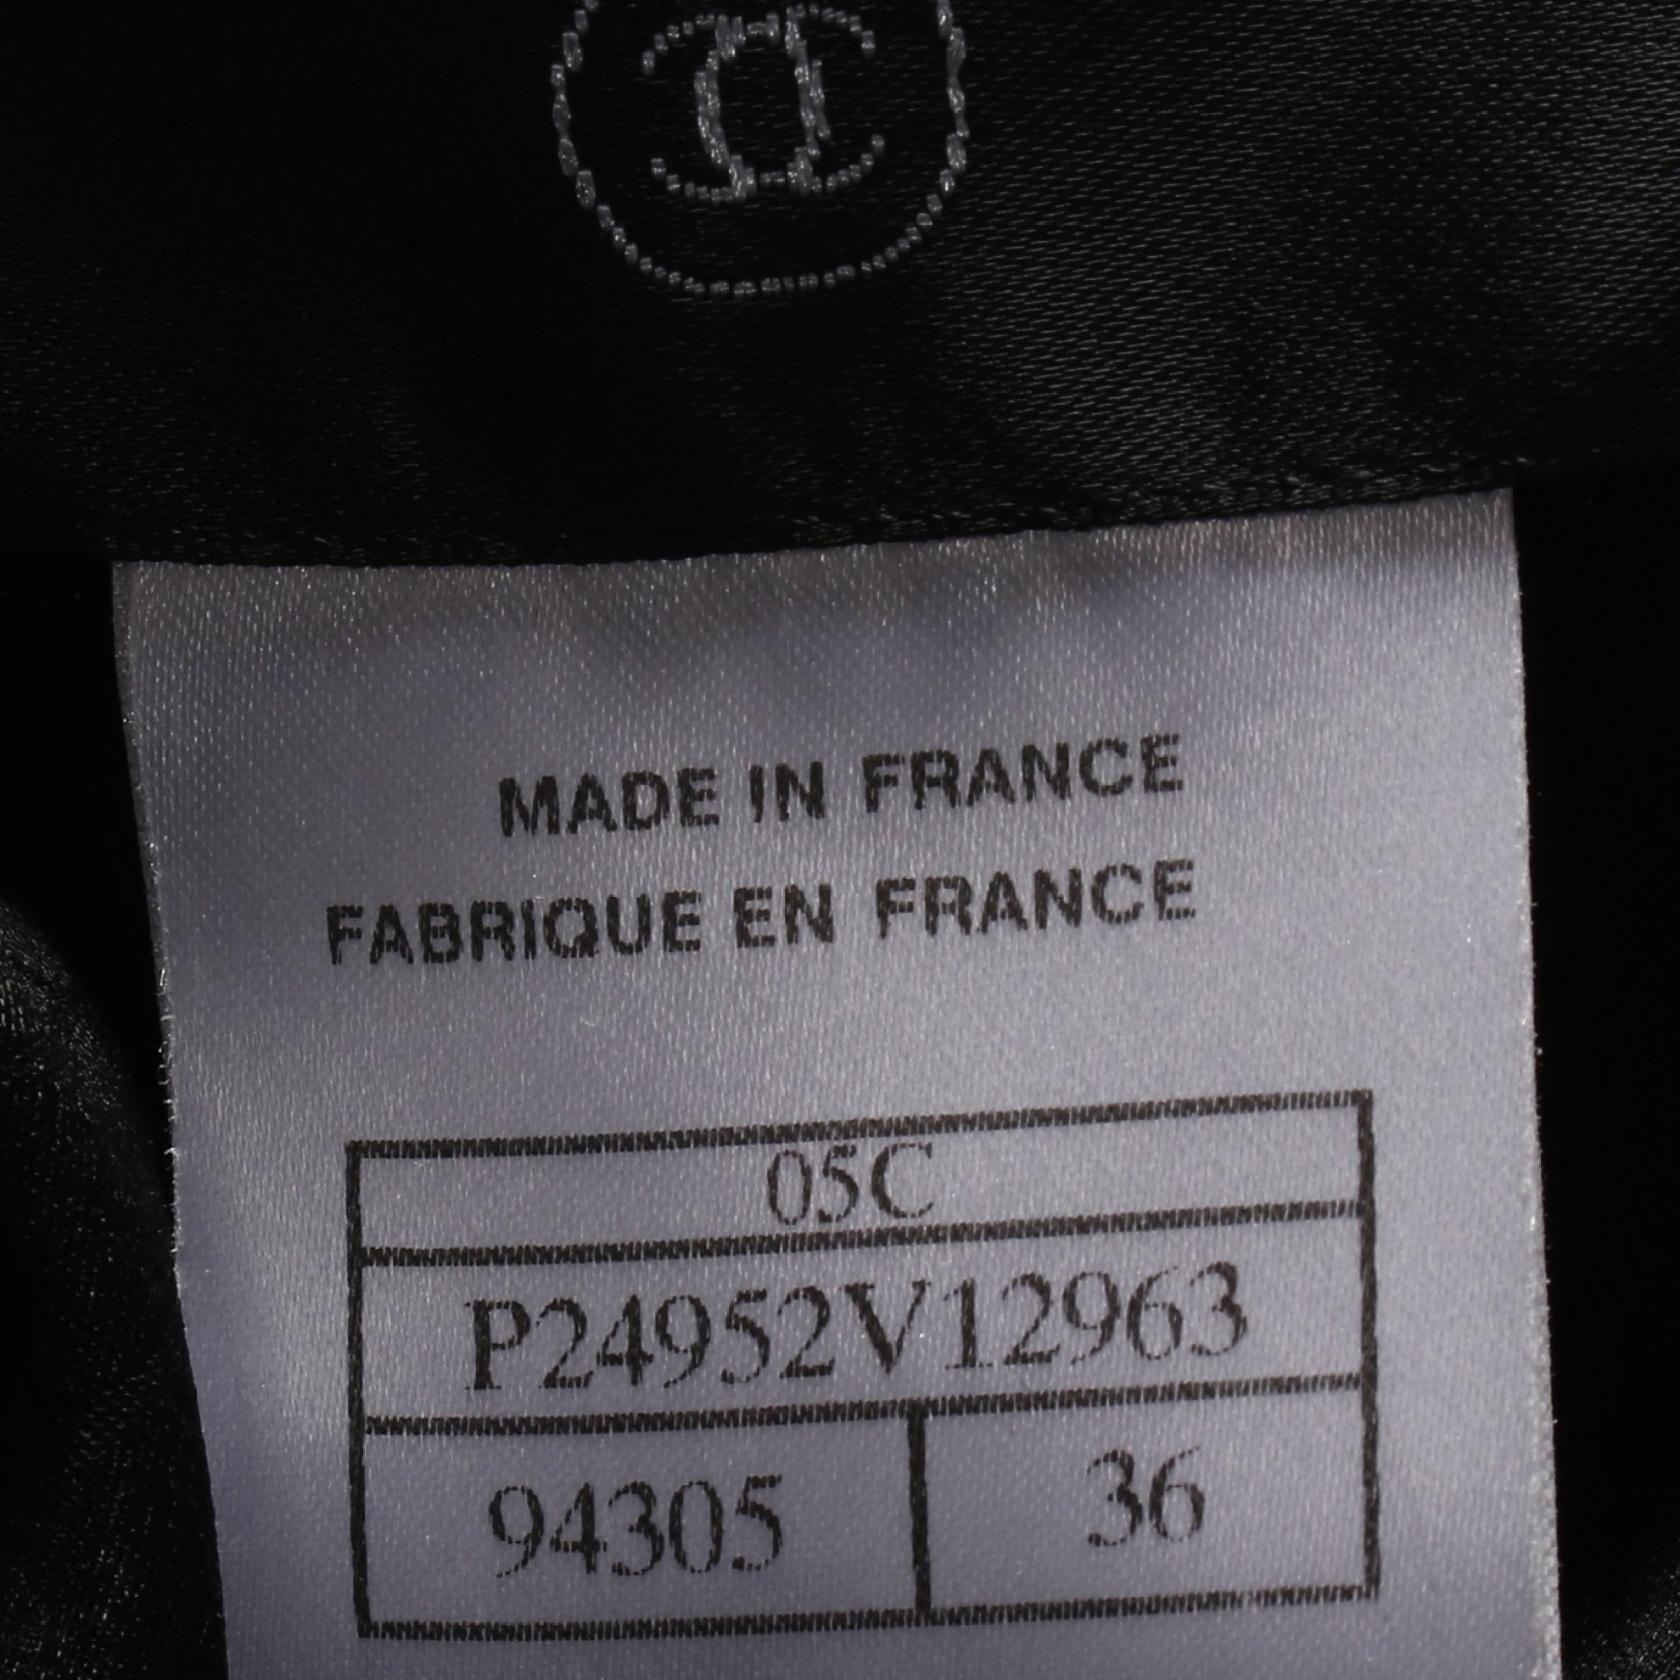 MADE IN FRANCE
FABRIQUE EN FRANCE
05C
P24952V12963
94305 36